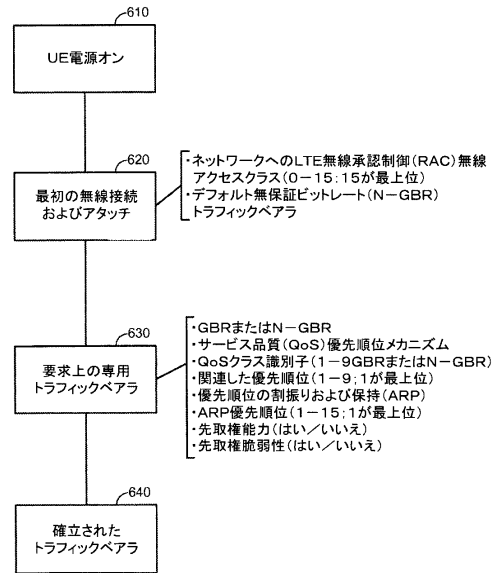 610
UE電源オン
620
最初の無線接続
およびアタッチ
・ネットワークへのLTE無線承認制御(RAC)無線
アクセスクラス(0-15;15が最上位)
・デフォルト無保証ビットレート(N-GBR)
トラフィックベアラ
630
要求上の専用
トラフィックベアラ
・GBRまたはN-GBR
・サービス品質(QoS)優先順位メカニズム
・QoSクラス識別子(1-9GBRまたはN-GBR)
・関連した優先順位(1-9;1が最上位)
・優先順位の割振りおよび保持(ARP)
・ARP優先順位(1-15;1が最上位)
・先取権能力(はい/いいえ)
・先取権脆弱性(はい/いいえ)
640
確立された
トラフィックベアラ